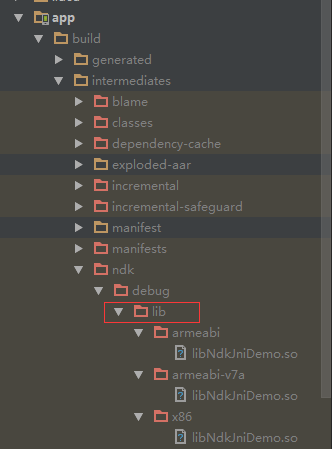 app
build
generated
intermediates
blame
classes
dependency-cache
exploded-aar
incremental
incremental-safeguard
manifest
manifests
ndk
debug
lib
armeabi
libNdkJniDemo.so
armeabi-v7a
libNdkJniDemo.so
x86
libNdkJniDemo.so